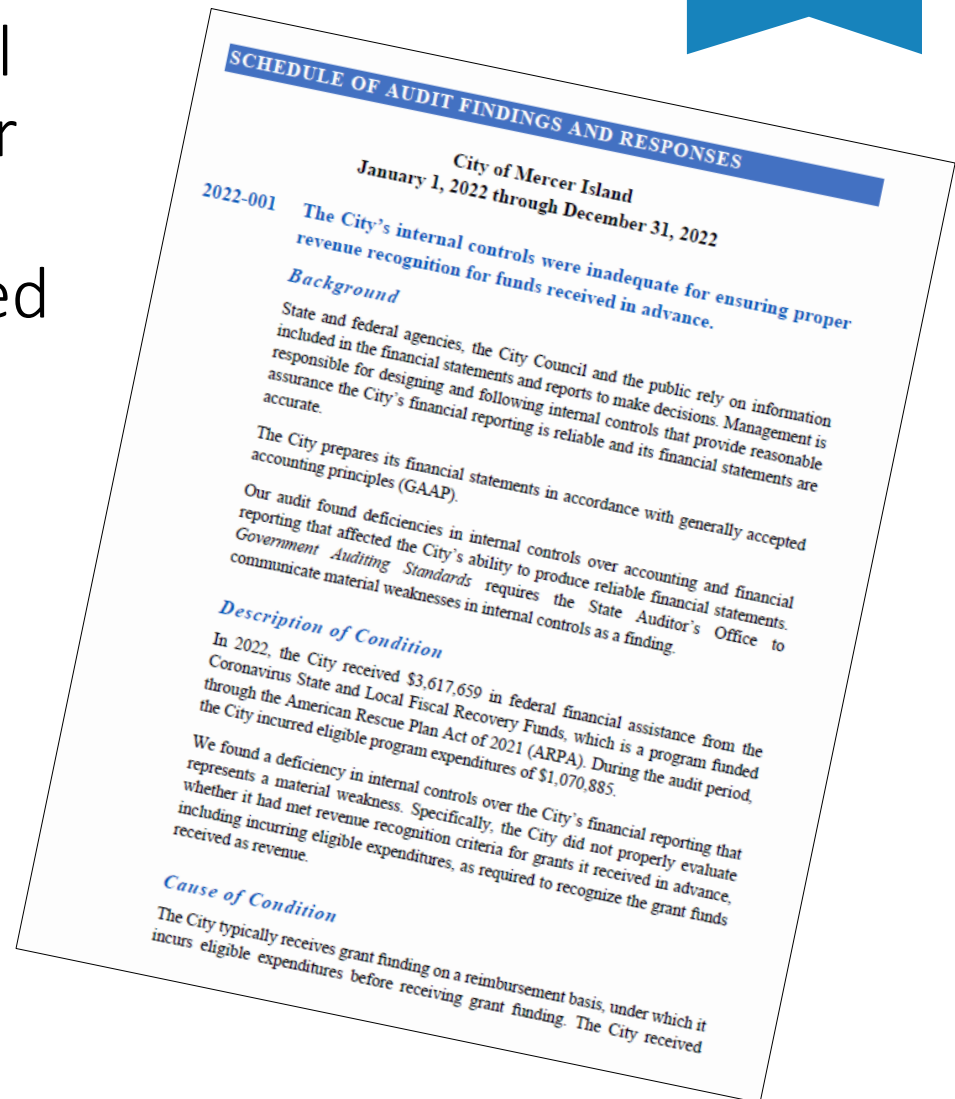 l
r
ed
SCHEDULE OF AUDIT FINDINGS AND RESPONSES
City of Mercer Island
January 1, 2022 through December 31, 2022
2022-001 The City’s internal controls were inadequate for ensuring proper
revenue recognition for funds received in advance.
Background
State and federal agencies, the City Council and the public rely on information
included in the financial statements and reports to make decisions. Management is
responsible for designing and following internal controls that provide reasonable
assurance the City’s financial reporting is reliable and its financial statements are
accurate.
The City prepares its financial statements in accordance with generally accepted
accounting principles (GAAP).
Our audit found deficiencies in internal controls over accounting and financial
reporting that affected the City’s ability to produce reliable financial statements.
Government Auditing Standards requires the State Auditor’s Office to
communicate material weaknesses in internal controls as a finding.
Description of Condition
In 2022, the City received $3,617,659 in federal financial assistance from the
Coronavirus State and Local Fiscal Recovery Funds, which is a program funded
through the American Rescue Plan Act of 2021 (ARPA). During the audit period,
the City incurred eligible program expenditures of $1,070,885.
We found a deficiency in internal controls over the City’s financial reporting that
represents a material weakness. Specifically, the City did not properly evaluate
whether it had met revenue recognition criteria for grants it received in advance,
including incurring eligible expenditures, as required to recognize the grant funds
received as revenue.
Cause of Condition
The City typically receives grant funding on a reimbursement basis, under which it
incurs eligible expenditures before receiving grant funding. The City received